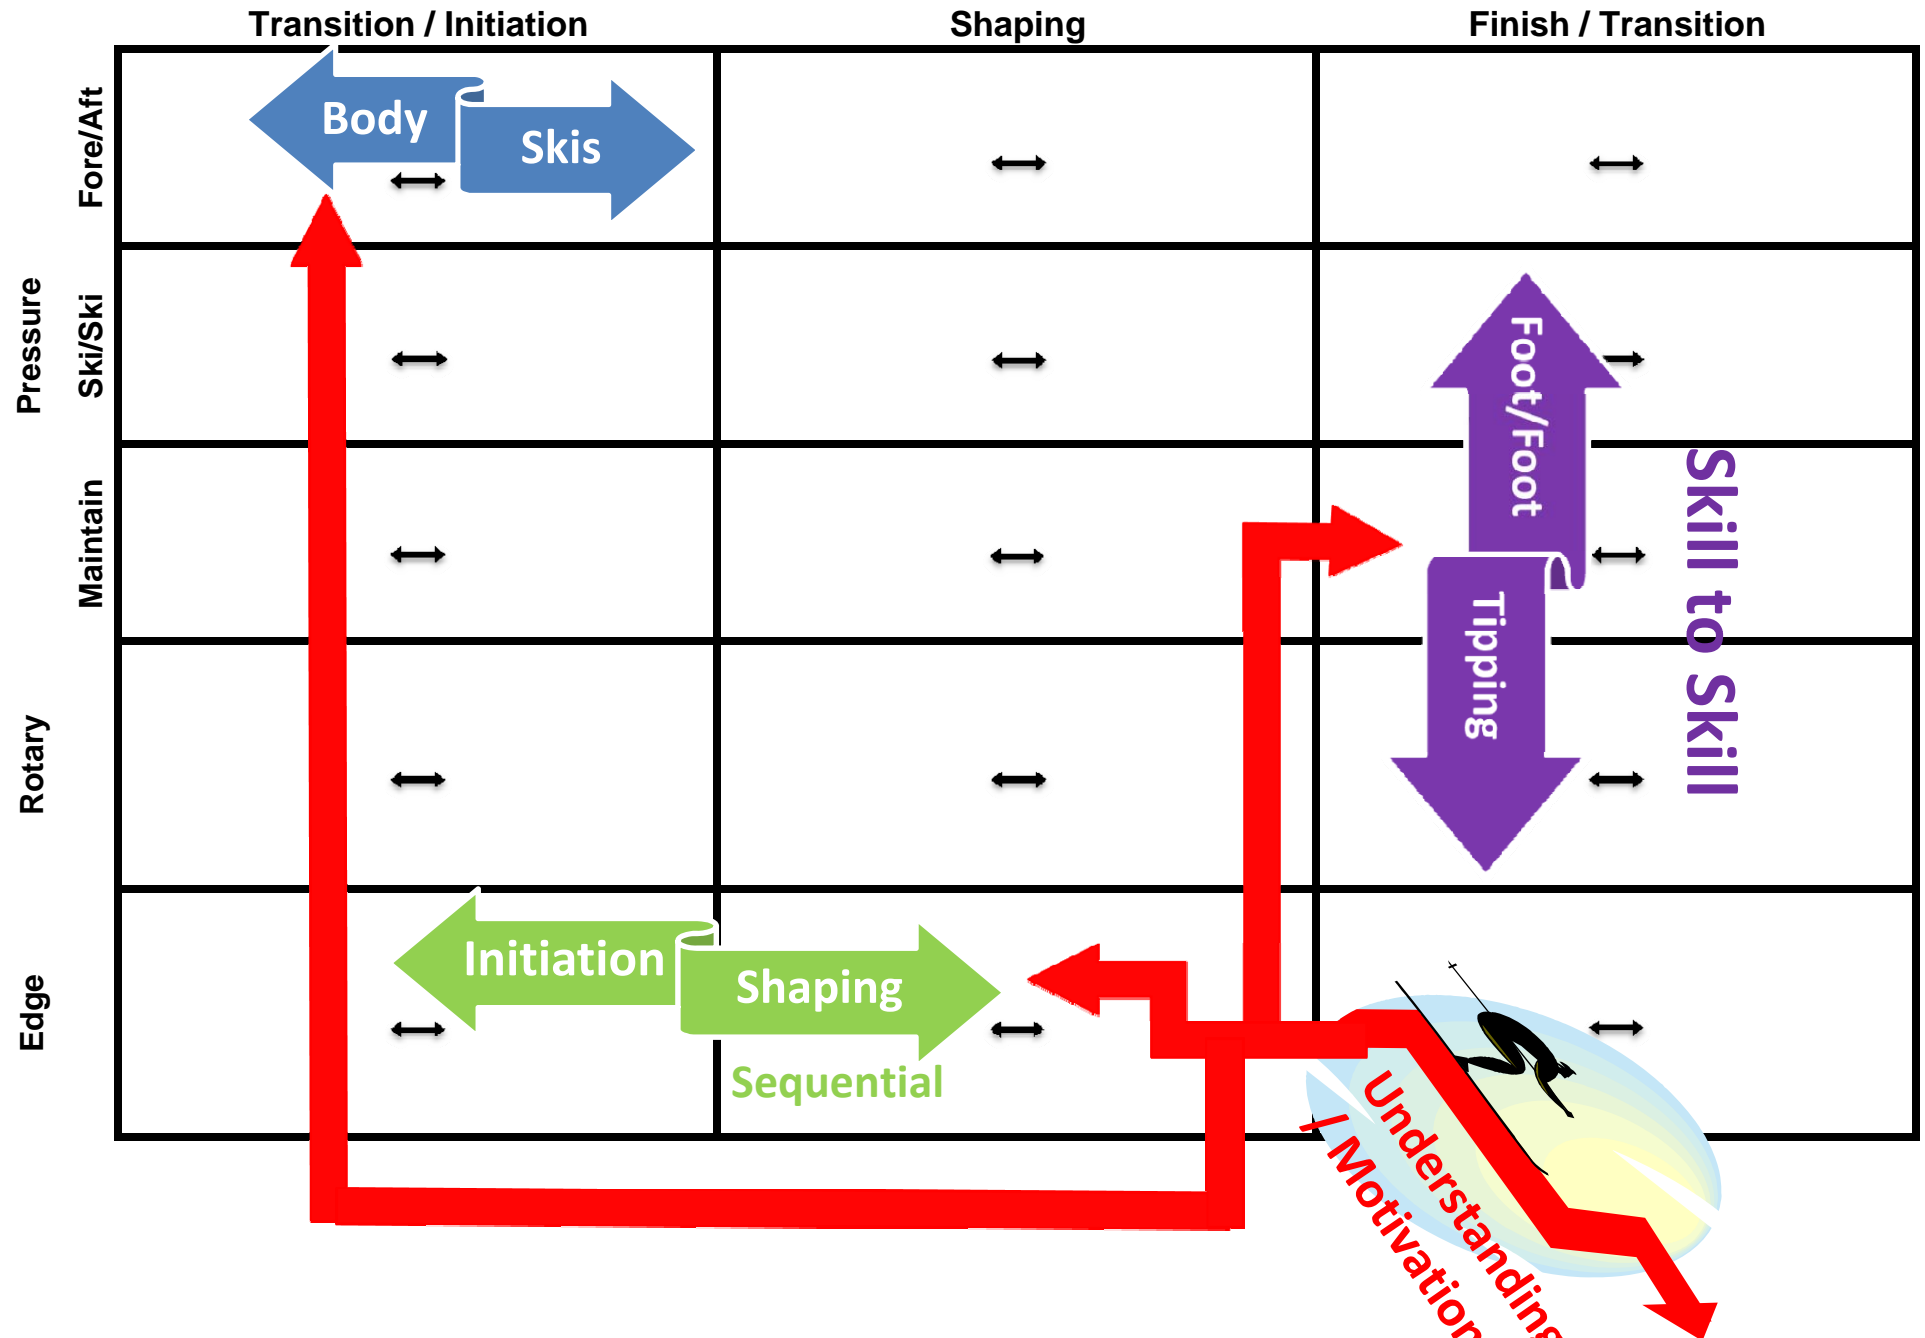 Transition / Initiation
Shaping
Finish / Transition
Fore/Aft
Body
Skis
Pressure
Ski/Ski
Foot/Foot
Maintain
Skill to Skill
Tipping
Rotary
Edge
Initiation
Shaping
Sequential
Understanding
/ Motivation